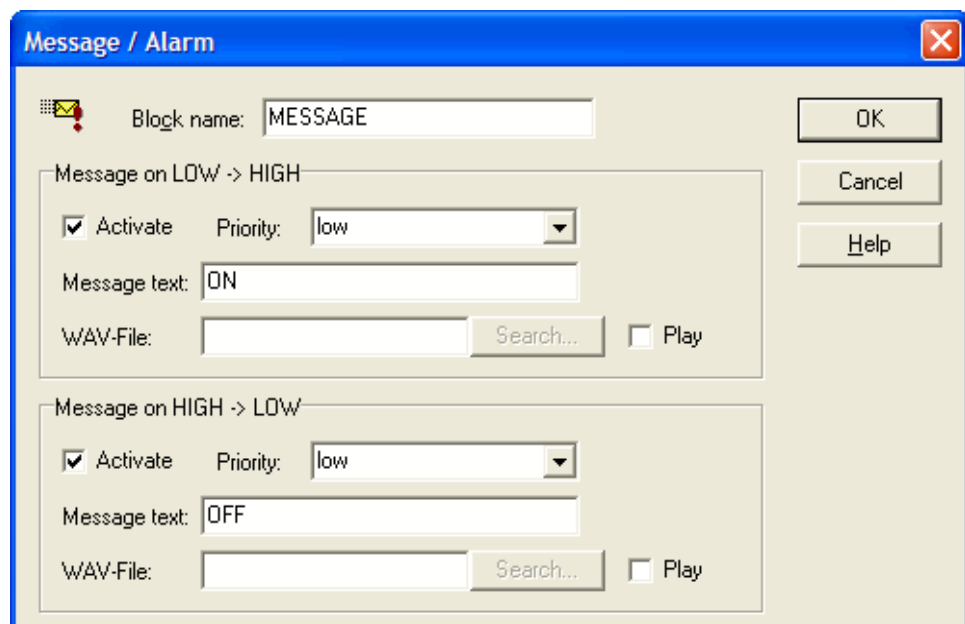 Message / Alarm
Block name: MESSAGE
OK
Message on LOW -> HIGH
Cancel
Activate Priority: low
Help
Message text: ON
WAV-File: Search... Play
Message on HIGH -> LOW
Activate Priority: low
Message text: OFF
WAV-File: Search... Play